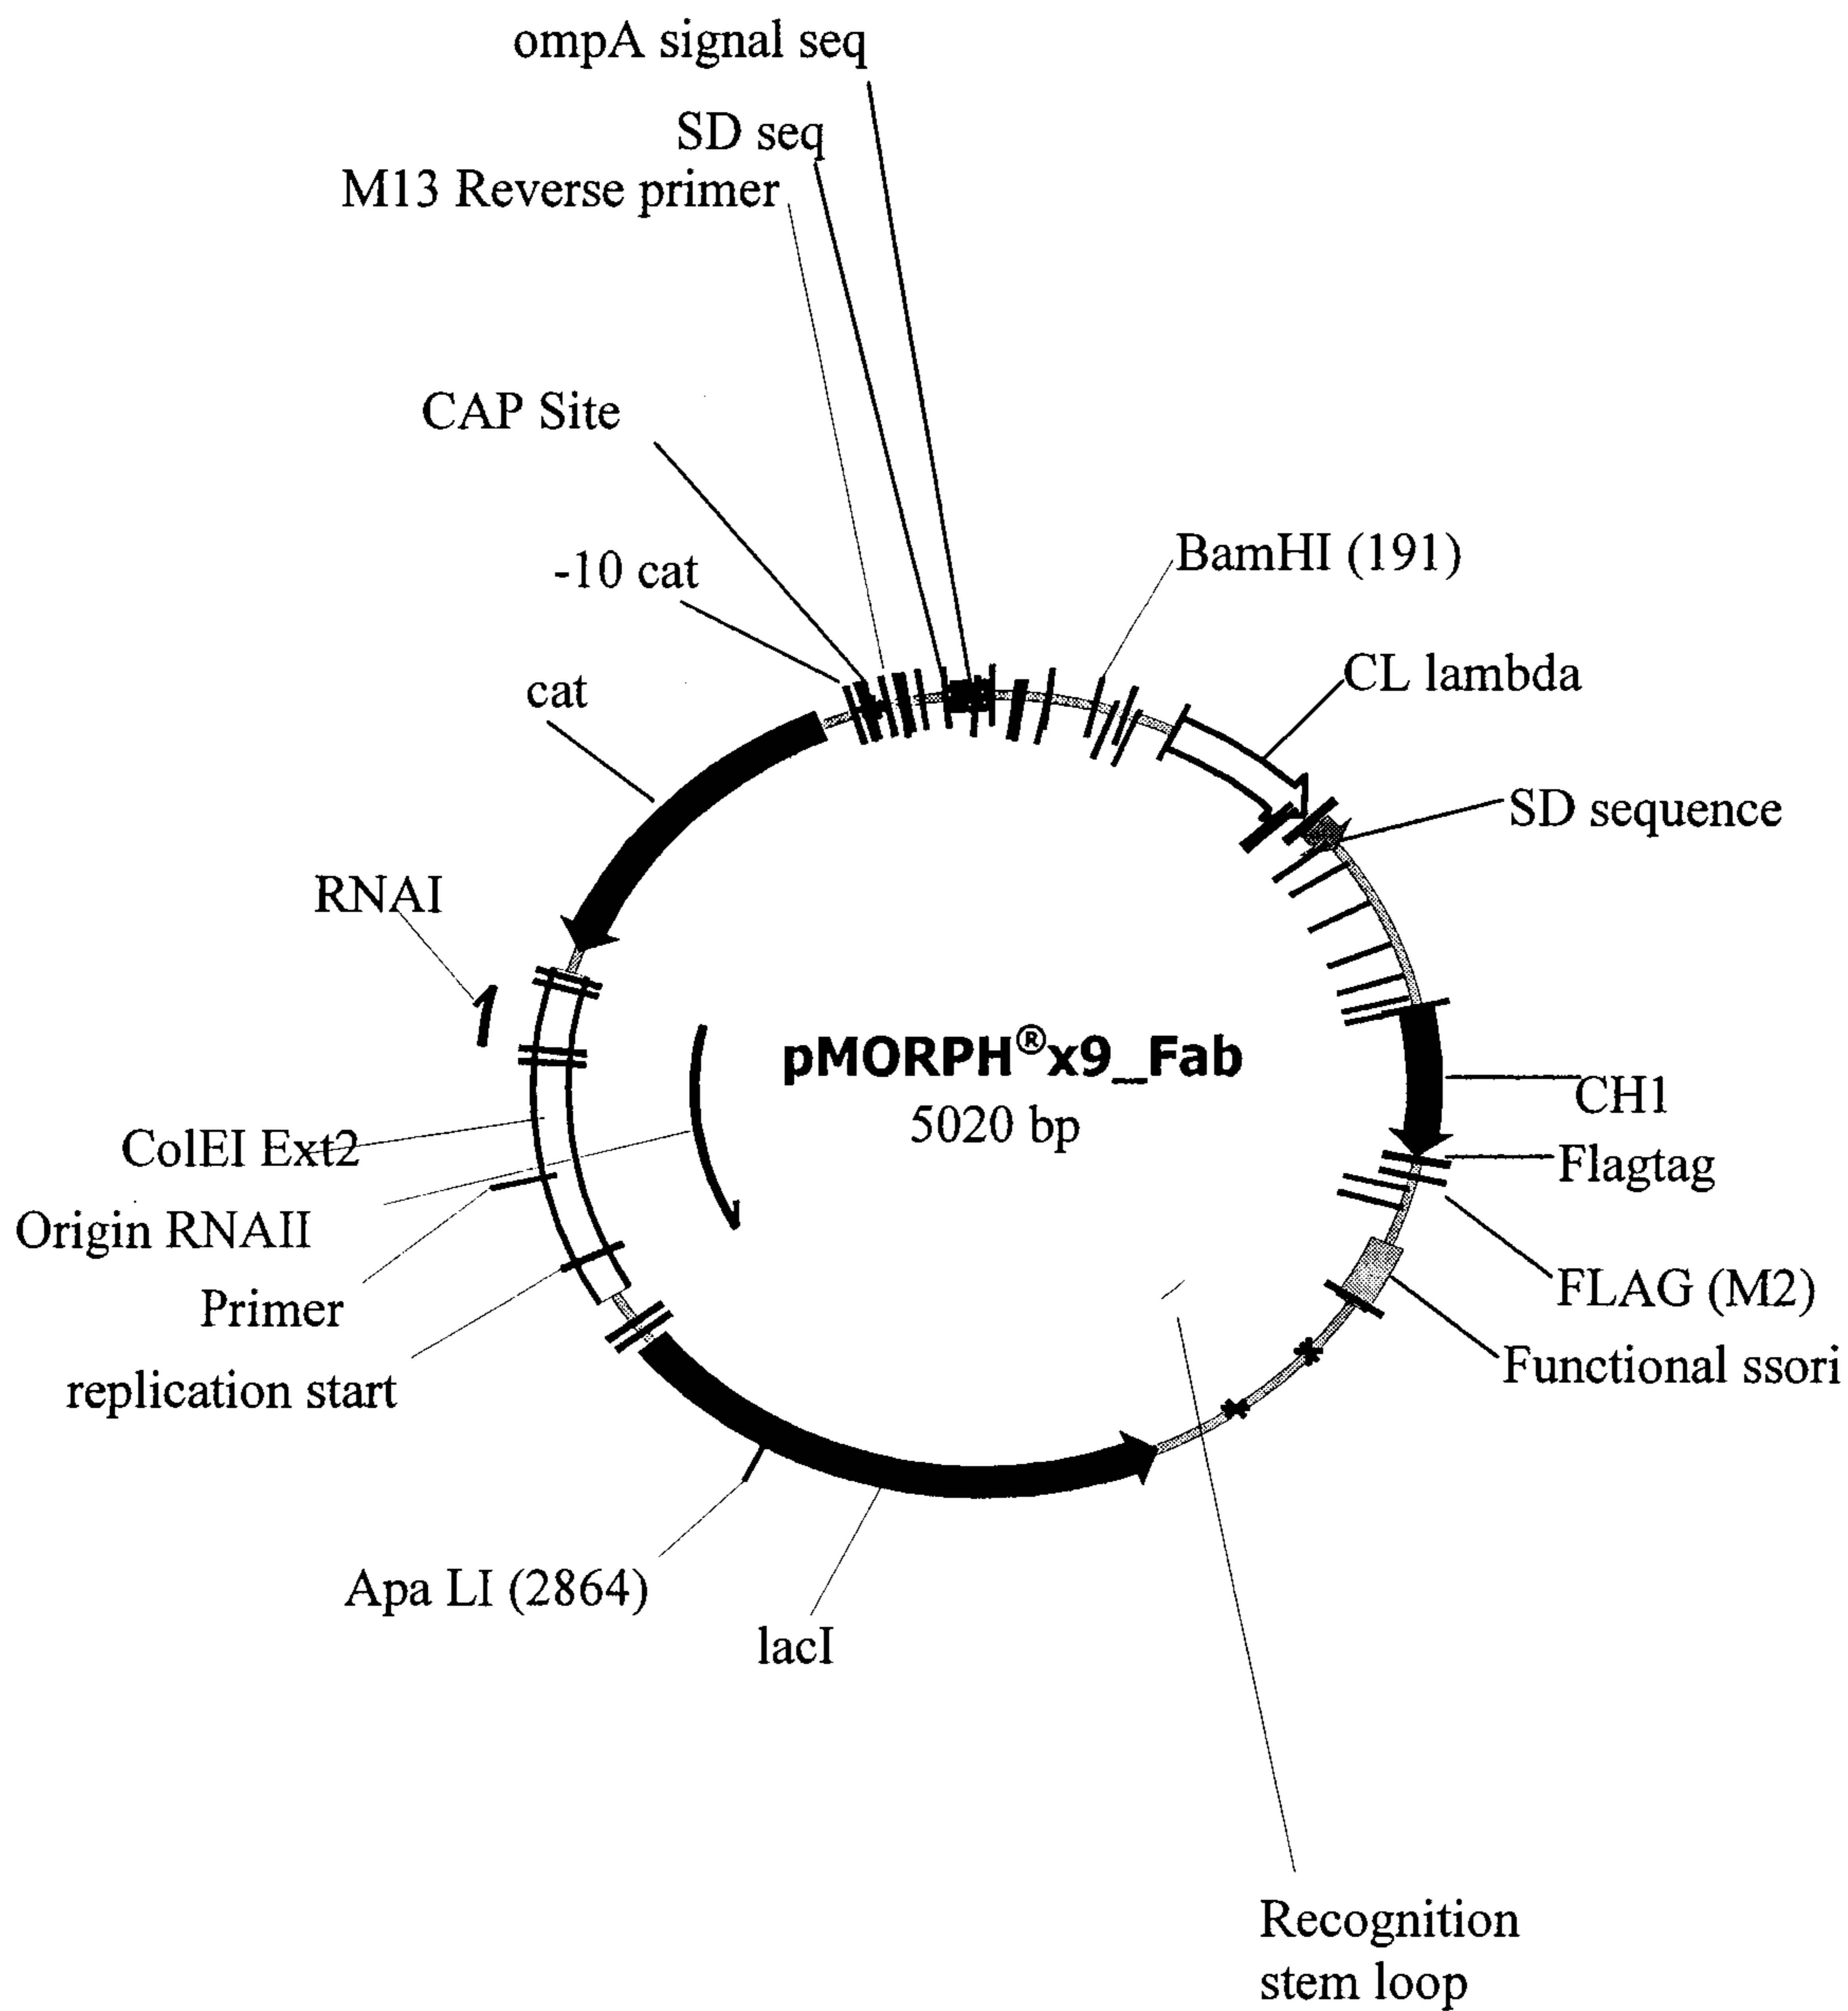 ompA signal seq
SD seq
M13 Reverse primer
CAP Site
-10 cat
BamHI (191)
cat
CL lambda
SD sequence
RNAI
pMORPH®x9_Fab
5020 bp
CH1
ColEI Ext2
Flagtag
Origin RNAII
FLAG (M2)
Primer
Functional ssori
replication start
Apa LI (2864)
lacI
Recognition
stem loop